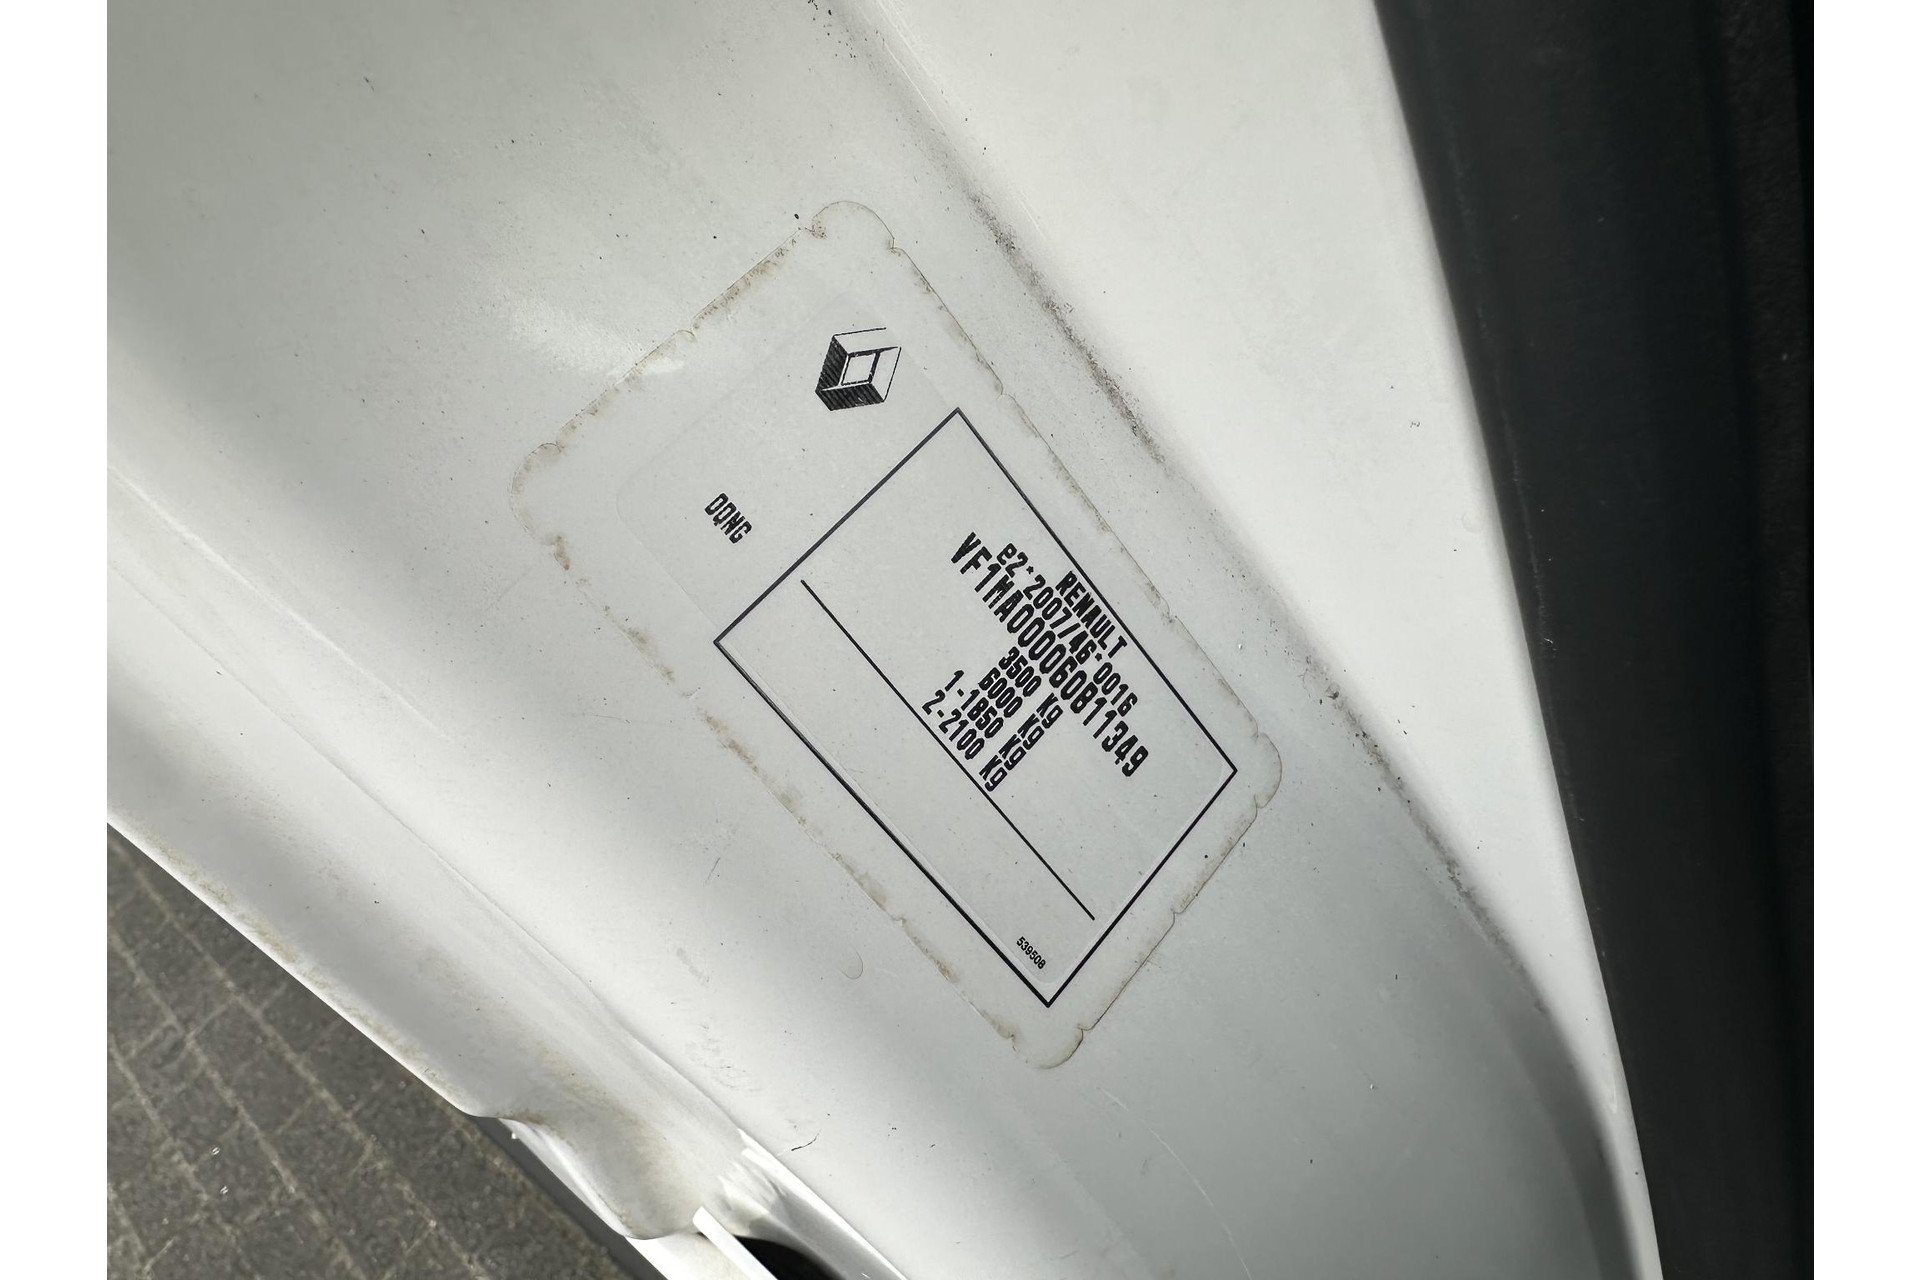 RENAULT
e2*2007/46*0016
VF1MA000060811349
3500 Kg
6000 Kg
1-1850 Kg
2-2100 Kg
DQNG
539508